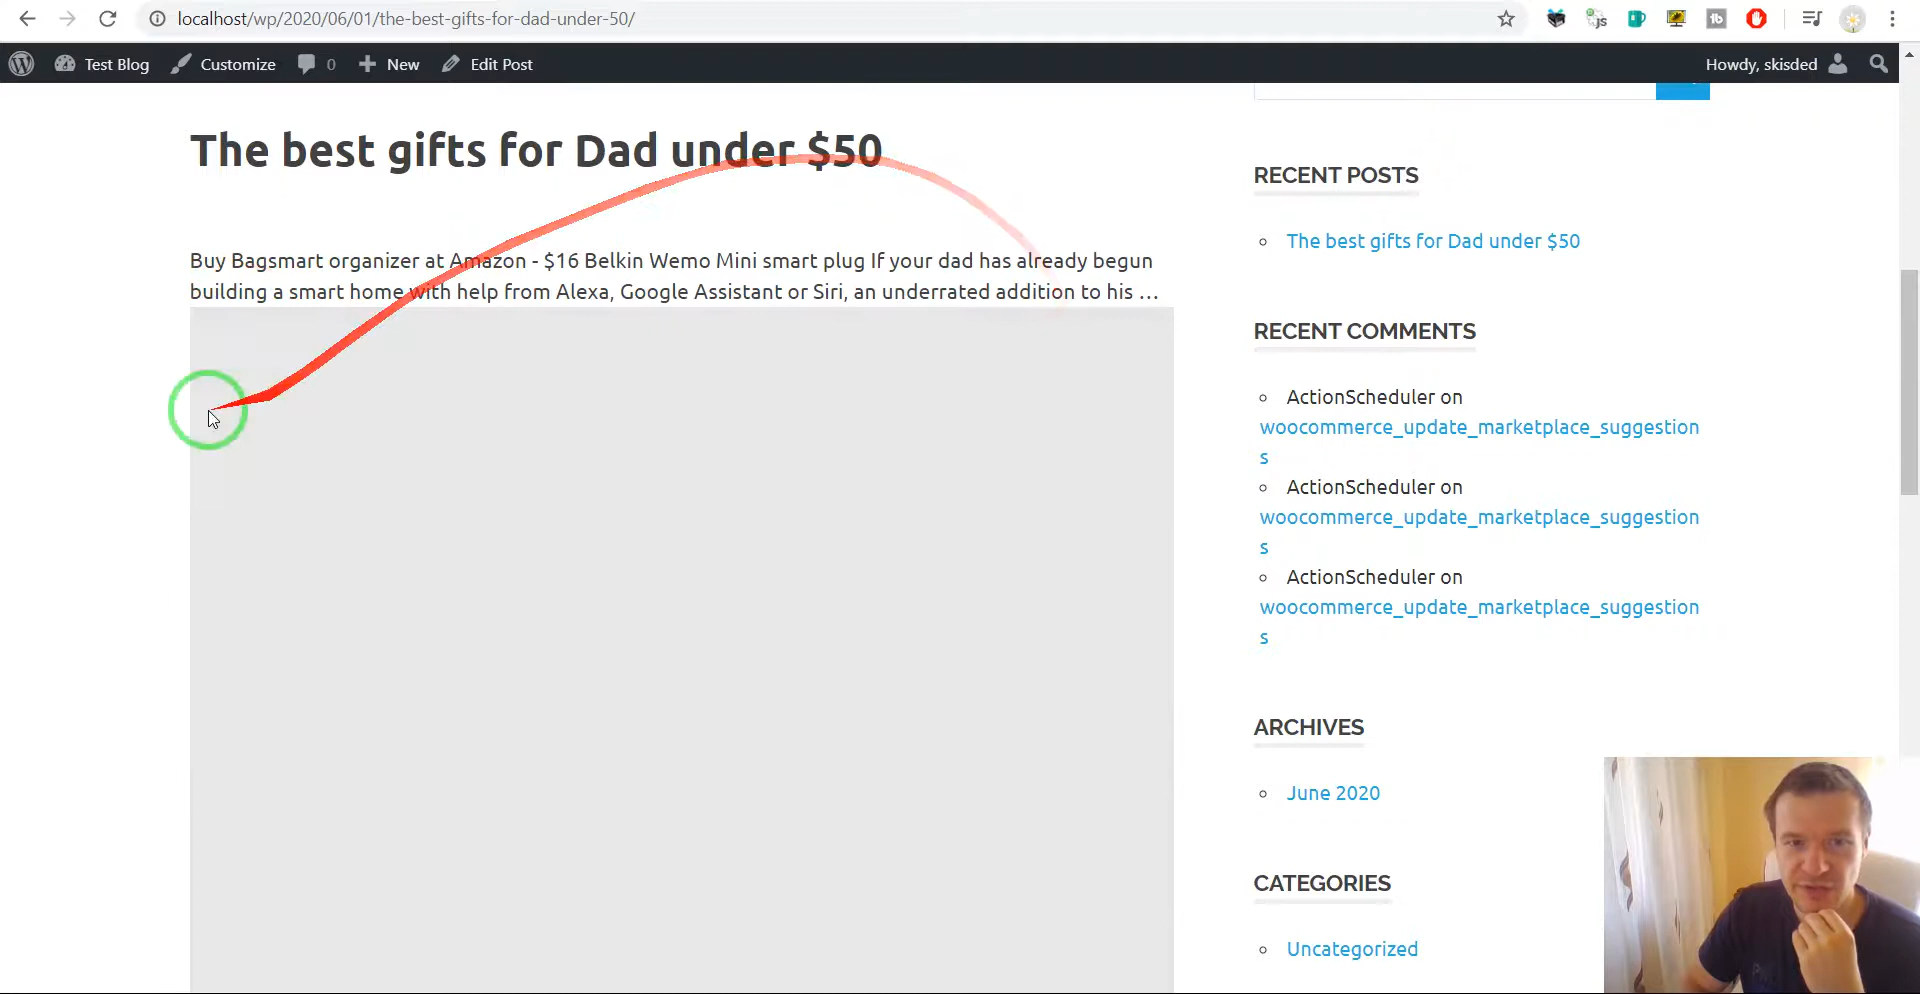 localhost/wp/2020/06/01/the-best-gifts-for-dad-under-50/
Test Blog
Customize
0
New
Edit Post
Howdy, skisded
The best gifts for Dad under $50
Buy Bagsmart organizer at Amazon - $16 Belkin Wemo Mini smart plug If your dad has already begun
building a smart home with help from Alexa, Google Assistant or Siri, an underrated addition to his …
RECENT POSTS
The best gifts for Dad under $50
RECENT COMMENTS
ActionScheduler on
woocommerce_update_marketplace_suggestion
s
ActionScheduler on
woocommerce_update_marketplace_suggestion
s
ActionScheduler on
woocommerce_update_marketplace_suggestion
s
ARCHIVES
June 2020
CATEGORIES
Uncategorized